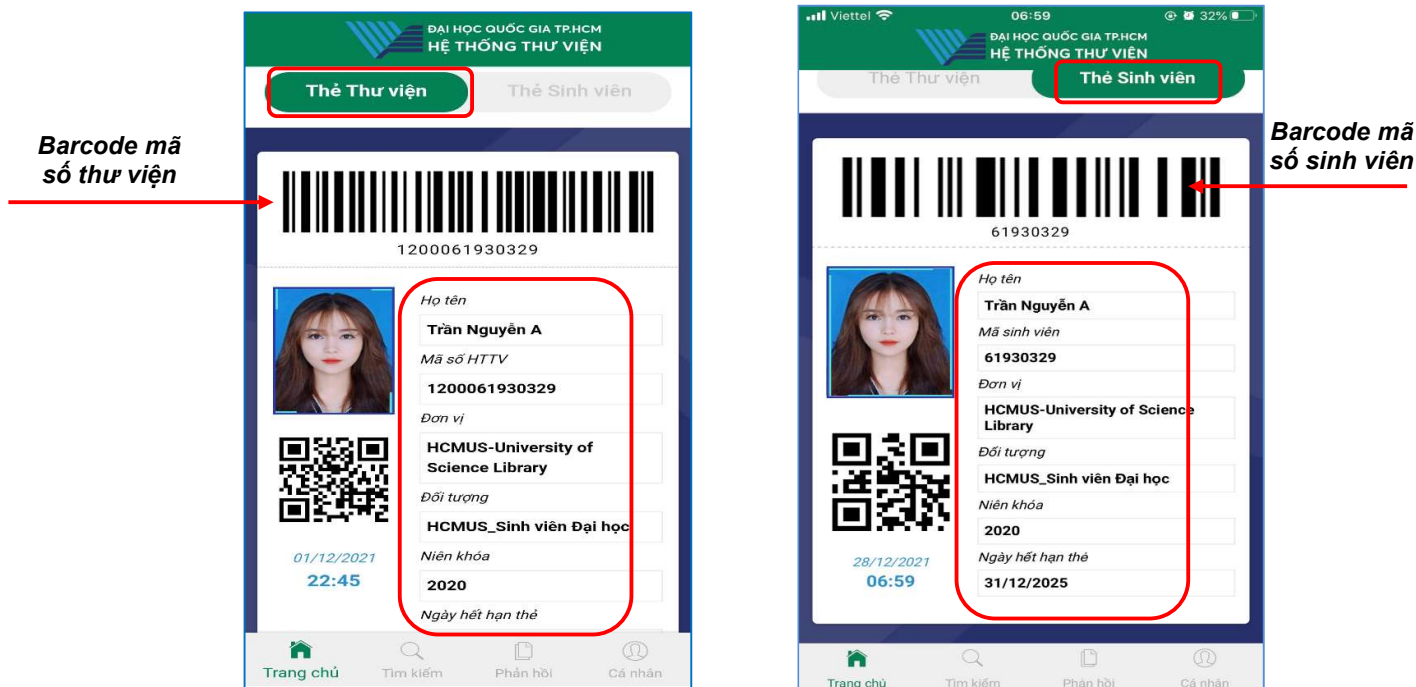 ĐẠI HỌC QUỐC GIA TP.HCM
HỆ THỐNG THƯ VIỆN
Thẻ Thư viện
Thẻ Sinh viên
Barcode mã
số thư viện
1200061930329
Họ tên
Trần Nguyễn A
Mã số HTTV
1200061930329
Đơn vị
HCMUS-University of
Science Library
Đối tượng
HCMUS_Sinh viên Đại học
Niên khóa
2020
Ngày hết hạn thẻ
01/12/2021
22:45
Trang chủ
Tìm kiếm
Phản hồi
Cá nhân
Viettel
06:59
32%
ĐẠI HỌC QUỐC GIA TP.HCM
HỆ THỐNG THƯ VIỆN
Thẻ Thư viện
Thẻ Sinh viên
Barcode mã
số sinh viên
61930329
Họ tên
Trần Nguyễn A
Mã sinh viên
61930329
Đơn vị
HCMUS-University of Science
Library
Đối tượng
HCMUS_Sinh viên Đại học
Niên khóa
2020
Ngày hết hạn thẻ
31/12/2025
28/12/2021
06:59
Trang chủ
Tìm kiếm
Phản hồi
Cá nhân